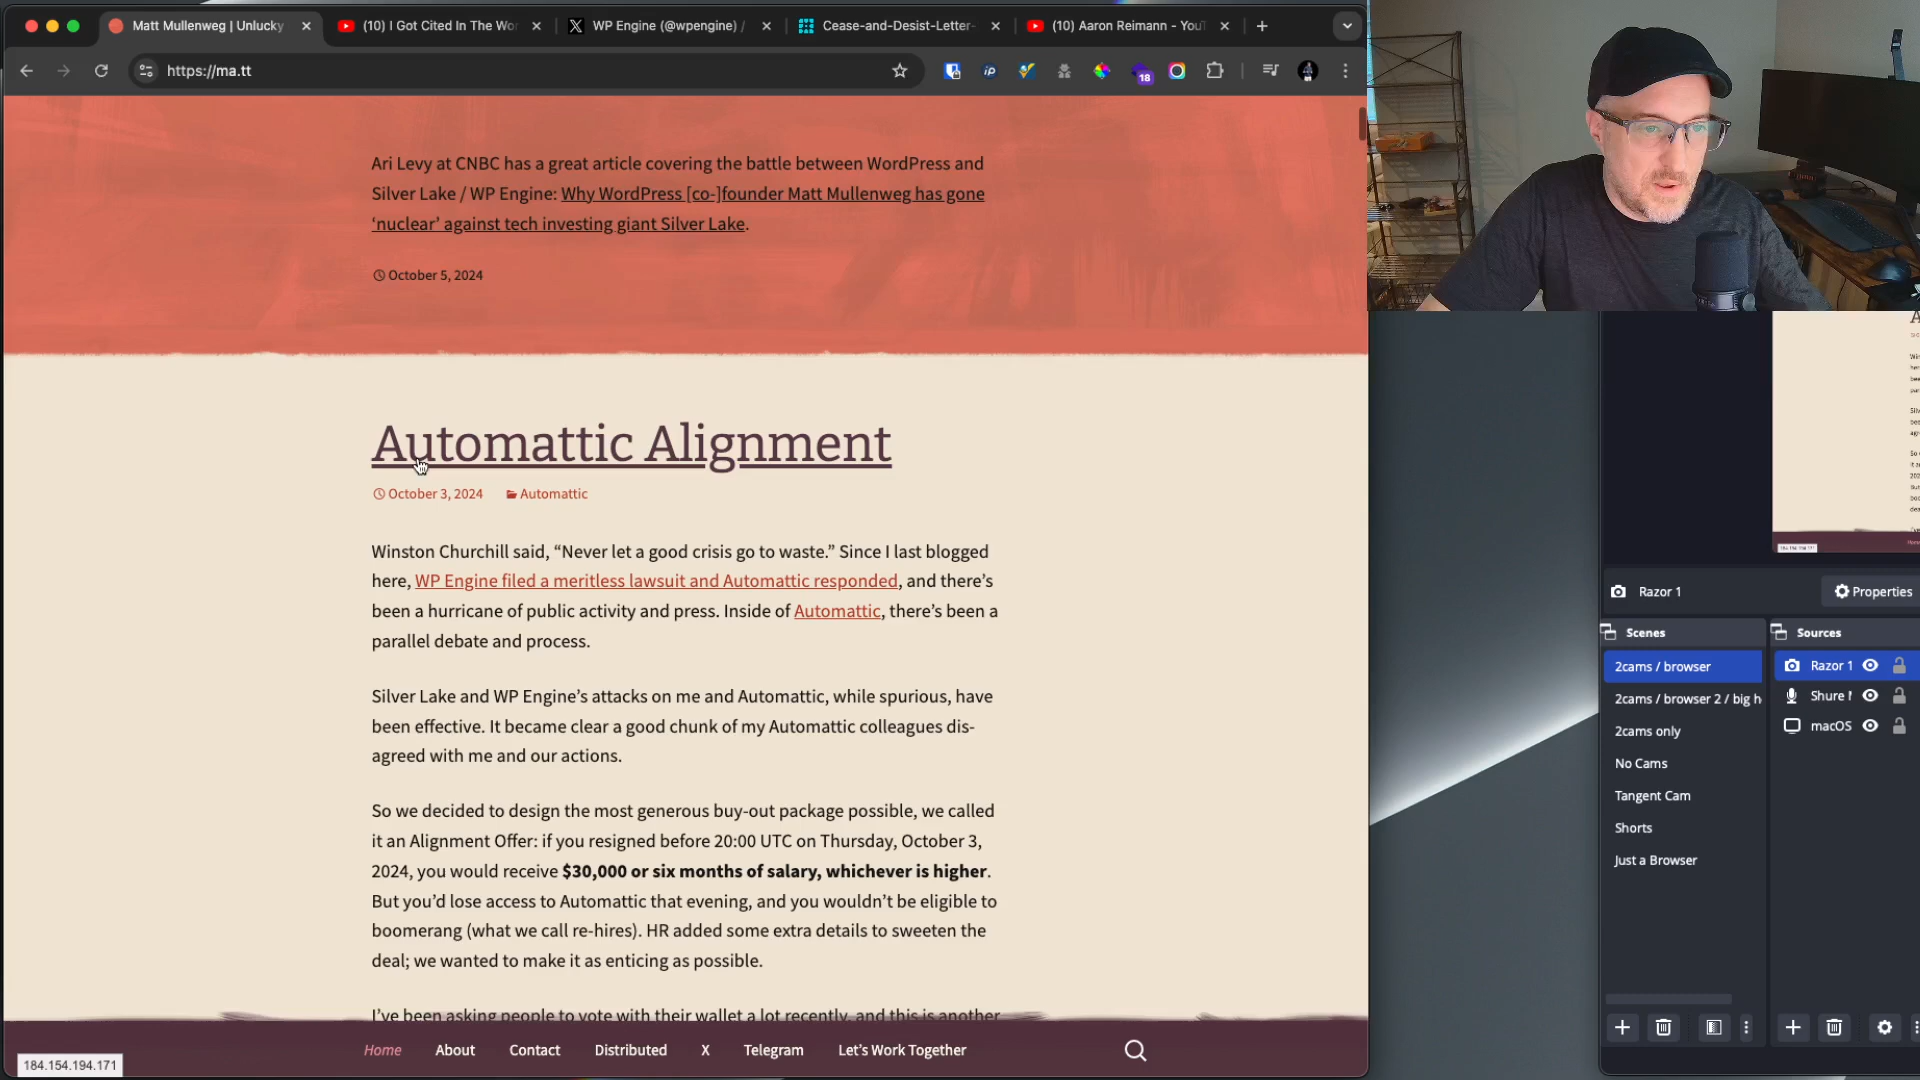 Matt Mullenweg | Unlucky
(10) I Got Cited In The Wor
WP Engine (@wpengine) /
Cease-and-Desist-Letter-
(10) Aaron Reimann - YouT
https://ma.tt
18
Ari Levy at CNBC has a great article covering the battle between WordPress and
Silver Lake / WP Engine: Why WordPress [co-]founder Matt Mullenweg has gone
‘nuclear’ against tech investing giant Silver Lake.
October 5, 2024
Automattic Alignment
October 3, 2024 Automattic
Winston Churchill said, “Never let a good crisis go to waste.” Since I last blogged
here, WP Engine filed a meritless lawsuit and Automattic responded, and there’s
been a hurricane of public activity and press. Inside of Automattic, there’s been a
parallel debate and process.
Silver Lake and WP Engine’s attacks on me and Automattic, while spurious, have
been effective. It became clear a good chunk of my Automattic colleagues dis-
agreed with me and our actions.
So we decided to design the most generous buy-out package possible, we called
it an Alignment Offer: if you resigned before 20:00 UTC on Thursday, October 3,
2024, you would receive $30,000 or six months of salary, whichever is higher.
But you’d lose access to Automattic that evening, and you wouldn’t be eligible to
boomerang (what we call re-hires). HR added some extra details to sweeten the
deal; we wanted to make it as enticing as possible.
I’ve been asking people to vote with their wallet a lot recently, and this is another
Home About Contact Distributed X Telegram Let’s Work Together
184.154.194.171
Razor 1
Properties
Scenes
2cams / browser
2cams / browser 2 / big h
2cams only
No Cams
Tangent Cam
Shorts
Just a Browser
Sources
Razor 1
Shure
macOS